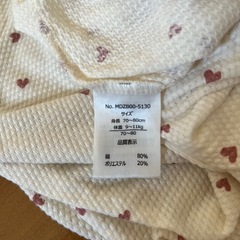 No. MDZ800-5130
サイズ
身長 70～80cm
体重 9～11kg
70～80
品質表示
綿 80%
ポリエステル 20%